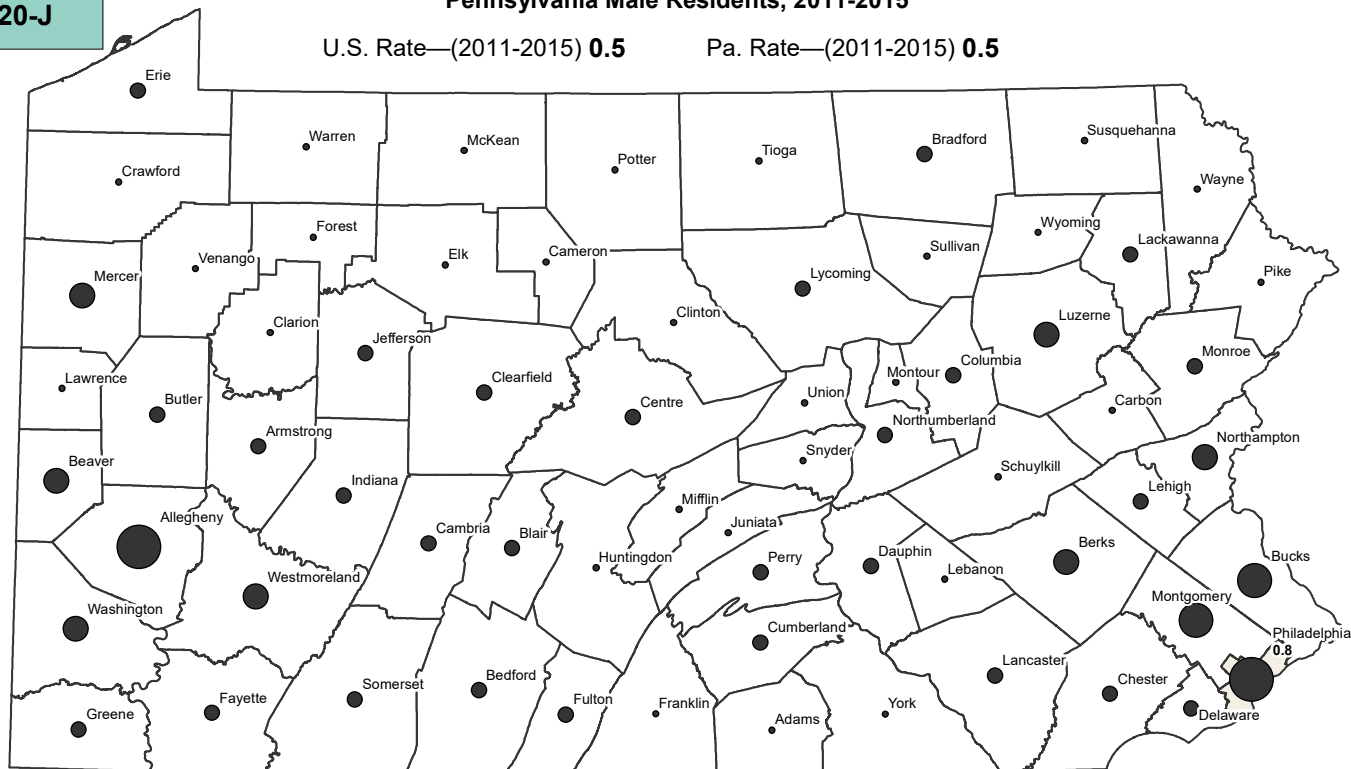 20-J
Pennsylvania Male Residents, 2011-2015
U.S. Rate—(2011-2015) 0.5 Pa. Rate—(2011-2015) 0.5
Erie
Warren
McKean
Potter
Tioga
Bradford
Susquehanna
Wayne
Crawford
Forest
Venango
Elk
Cameron
Sullivan
Wyoming
Lackawanna
Pike
Mercer
Lycoming
Clinton
Clarion
Jefferson
Luzerne
Monroe
Columbia
Montour
Lawrence
Clearfield
Butler
Centre
Union
Carbon
Northumberland
Armstrong
Northampton
Snyder
Beaver
Schuylkill
Indiana
Lehigh
Mifflin
Allegheny
Juniata
Cambria
Blair
Huntingdon
Perry
Dauphin
Lebanon
Berks
Bucks
Westmoreland
Montgomery
Washington
Cumberland
Philadelphia
0.8
Lancaster
Bedford
Somerset
Chester
Fayette
Fulton
Franklin
York
Greene
Adams
Delaware